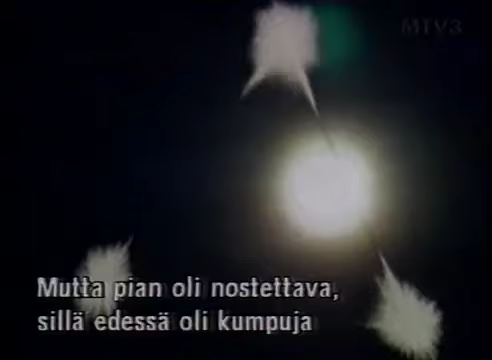 MTV3
Mutta pian oli nostettava,
sillä edessä oli kumpuja